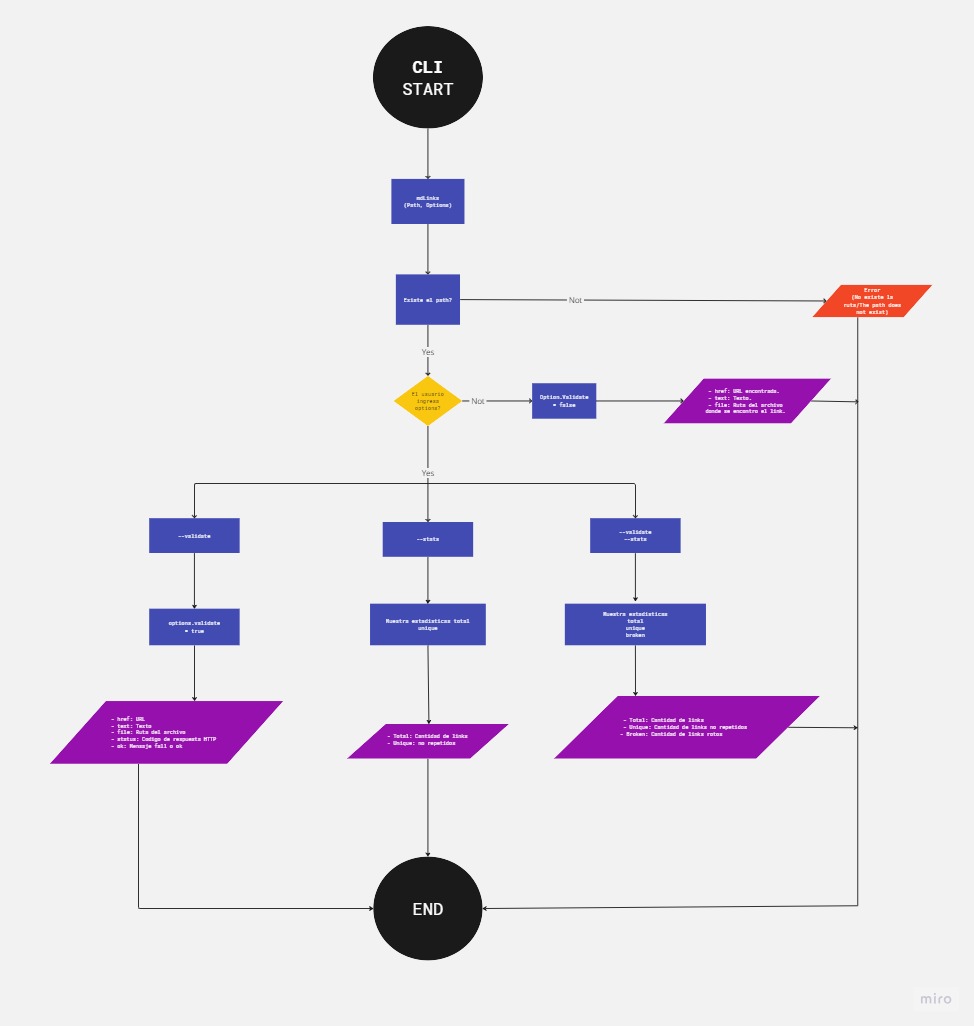 CLI
START
mdLinks
(Path, Options)
Existe el path?
Not
Error
(No existe la
ruta/The path does
not exist)
Yes
El usuario
ingresa
options?
Not
Option.Validate
= false
- href: URL encontrada.
- text: Texto.
- file: Ruta del archivo
donde se encontro el link.
Yes
--validate
--stats
--validate
--stats
options.validate
= true
Muestra estadisticas total
unique
Muestra estadisticas
total
unique
broken
- href: URL
- text: Texto
- file: Ruta del archivo
- status: Codigo de respuesta HTTP
- ok: Mensaje fail o ok
- Total: Cantidad de links
- Unique: no repetidos
- Total: Cantidad de links
- Unique: Cantidad de links no repetidos
- Broken: Cantidad de links rotos
END
miro